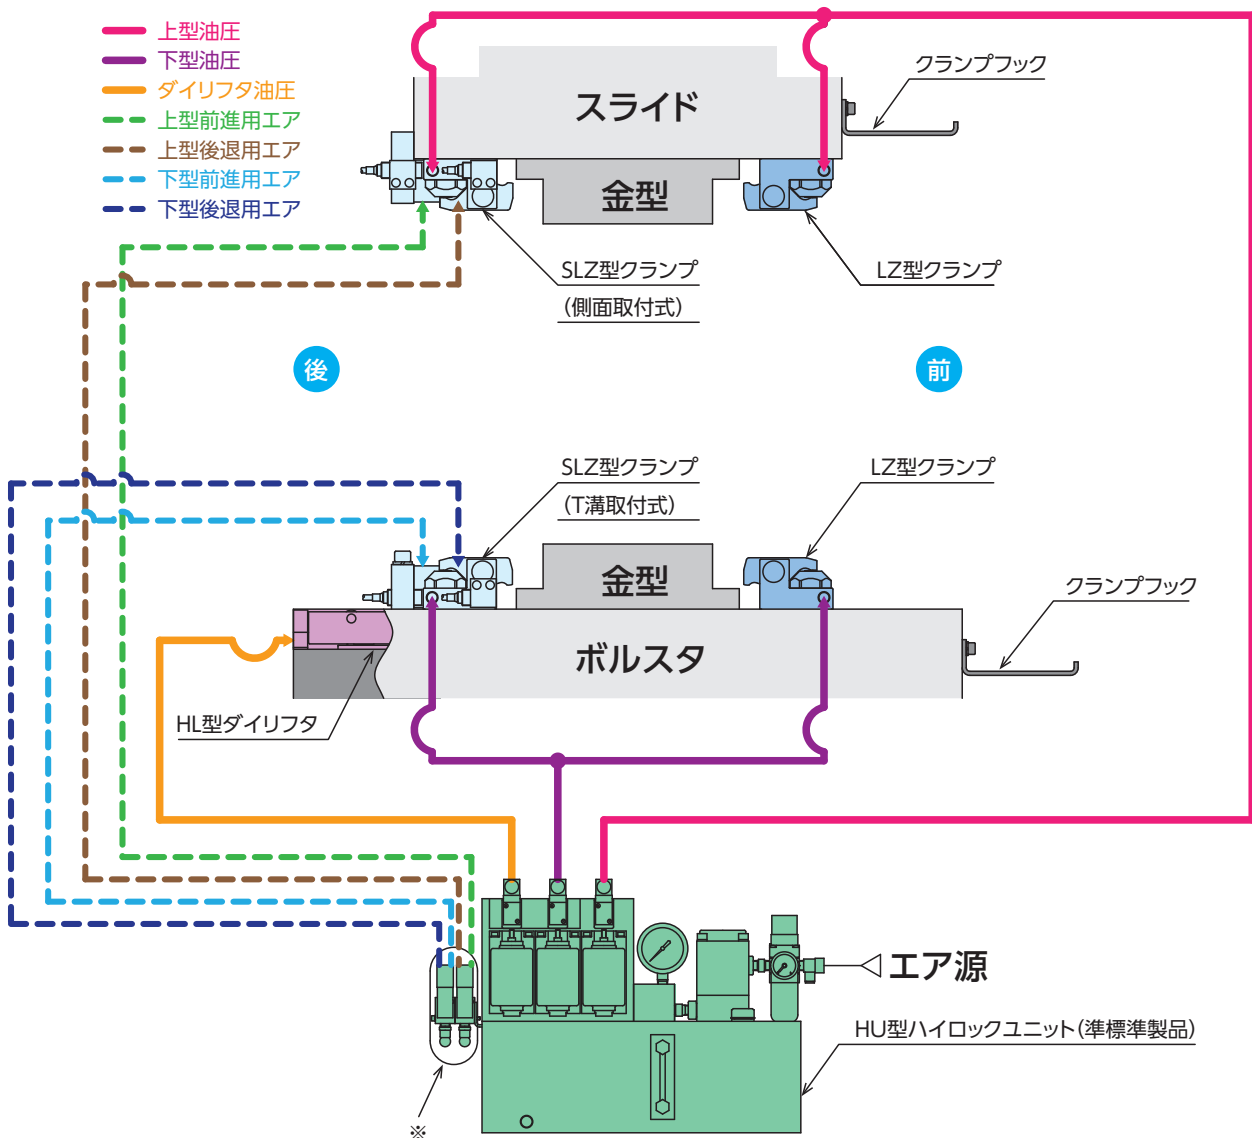 上型油圧
下型油圧
ダイリフタ油圧
上型前進用エア
上型後退用エア
下型前進用エア
下型後退用エア
スライド
クランプフック
金型
SLZ型クランプ
(側面取付式)
LZ型クランプ
後
前
SLZ型クランプ
(T溝取付式)
LZ型クランプ
金型
クランプフック
ボルスタ
HL型ダイリフタ
エア源
HU型ハイロックユニット(準標準製品)
※